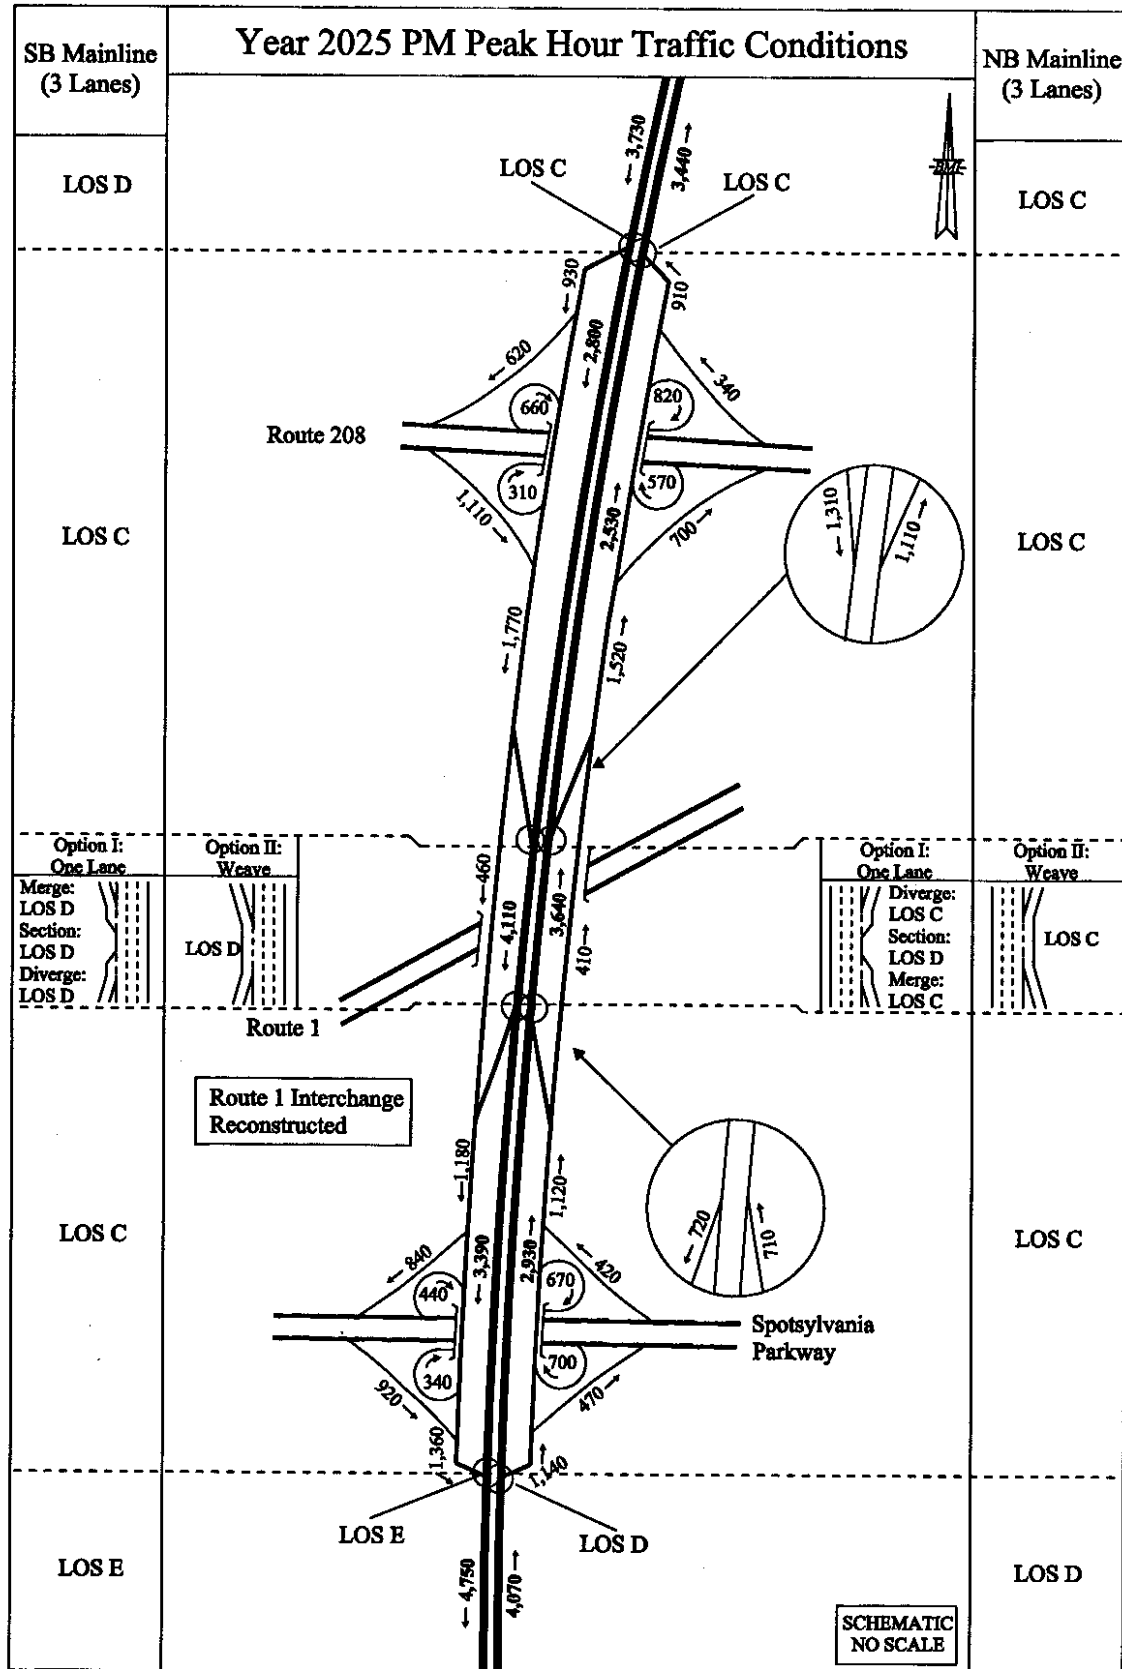 Year 2025 PM Peak Hour Traffic Conditions
SB Mainline
(3 Lanes)
NB Mainline
(3 Lanes)
← 3,730
3,440 →
LOS C
LOS C
LOS D
LOS C
← 930
910
← 2,800
← 620
← 340
660
820
Route 208
310
570
1,110 →
2,530 →
700 →
← 1,310
1,110 →
LOS C
LOS C
← 1,770
1,520 →
Option I:
One Lane
Option II:
Weave
Merge:
LOS D
Section:
LOS D
Diverge:
LOS D
LOS D
← 460
← 4,110
3,640 →
410 →
Option I:
One Lane
Option II:
Weave
Diverge:
LOS C
Section:
LOS D
Merge:
LOS C
LOS C
Route 1
Route 1 Interchange
Reconstructed
← 1,180
1,120 →
← 720
710 →
LOS C
LOS C
← 840
← 3,390
2,930 →
← 420
440
670
Spotsylvania
Parkway
340
700
920 →
470 →
1,360
1,140
LOS E
LOS D
LOS E
LOS D
← 4,750
4,070 →
SCHEMATIC
NO SCALE